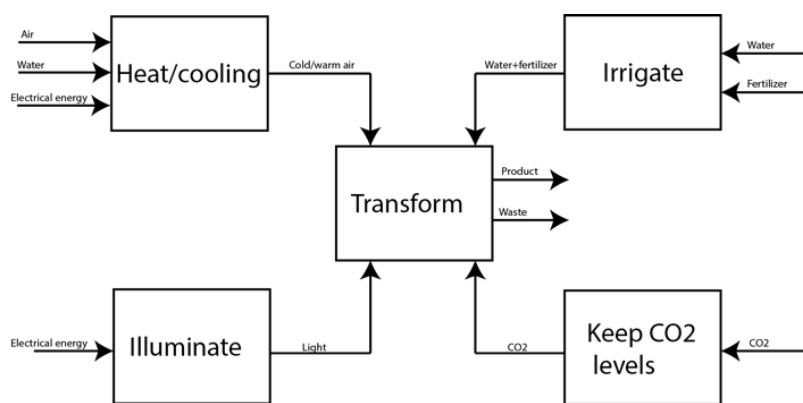 Air
Water
Electrical energy
Heat/cooling
Cold/warm air
Water+fertilizer
Irrigate
Water
Fertilizer
Transform
Product
Waste
Electrical energy
Illuminate
Light
CO2
Keep CO2
levels
CO2